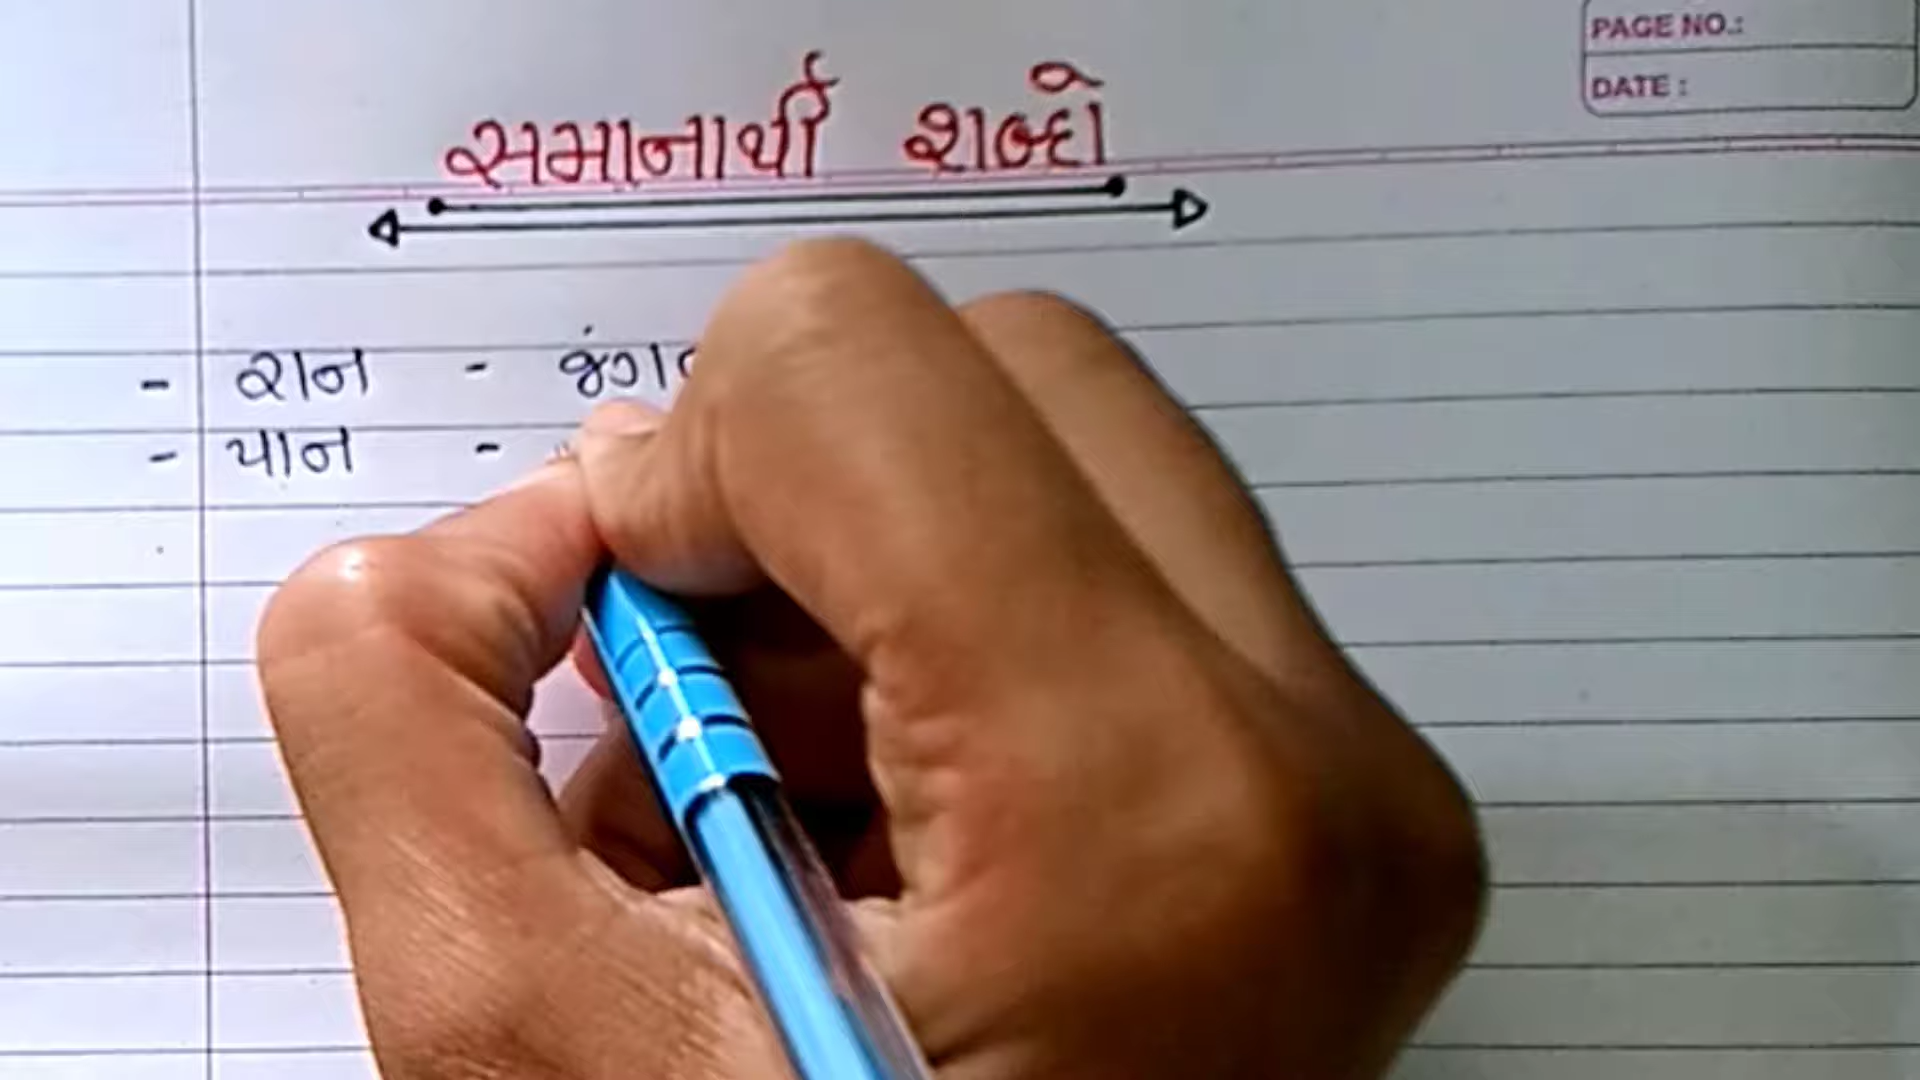 PAGE NO.:
DATE :
સમાનાર્થી શબ્દો
- રાન -
- પાન -